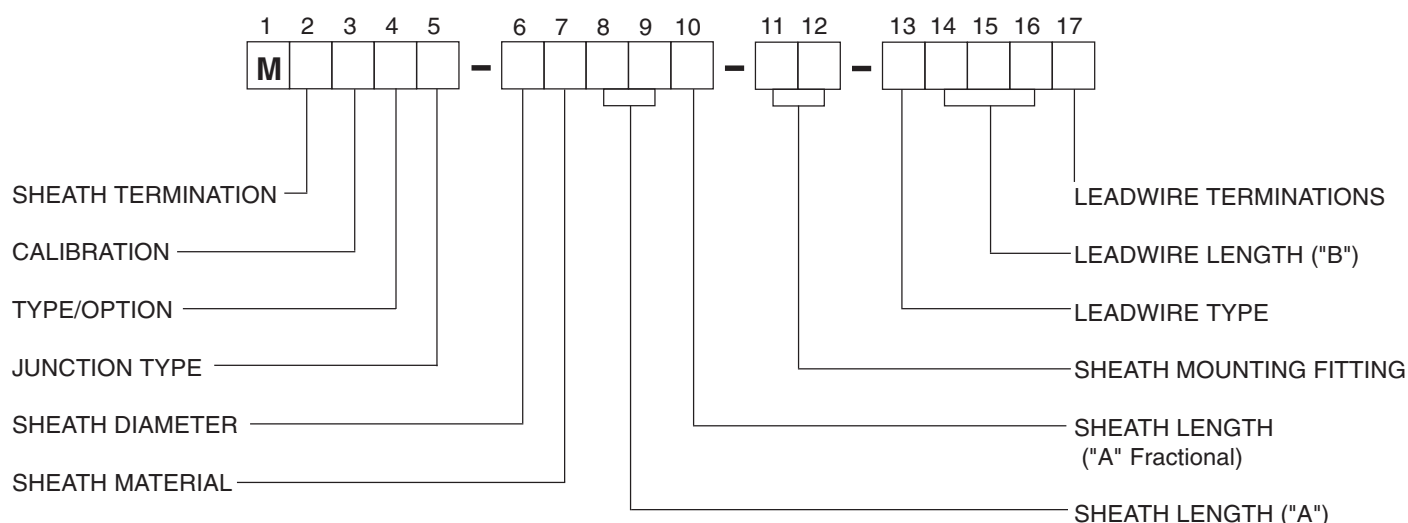 1 2 3 4 5 6 7 8 9 10 11 12 13 14 15 16 17
M - - -
SHEATH TERMINATION
CALIBRATION
TYPE/OPTION
JUNCTION TYPE
SHEATH DIAMETER
SHEATH MATERIAL
LEADWIRE TERMINATIONS
LEADWIRE LENGTH ("B")
LEADWIRE TYPE
SHEATH MOUNTING FITTING
SHEATH LENGTH
("A" Fractional)
SHEATH LENGTH ("A")